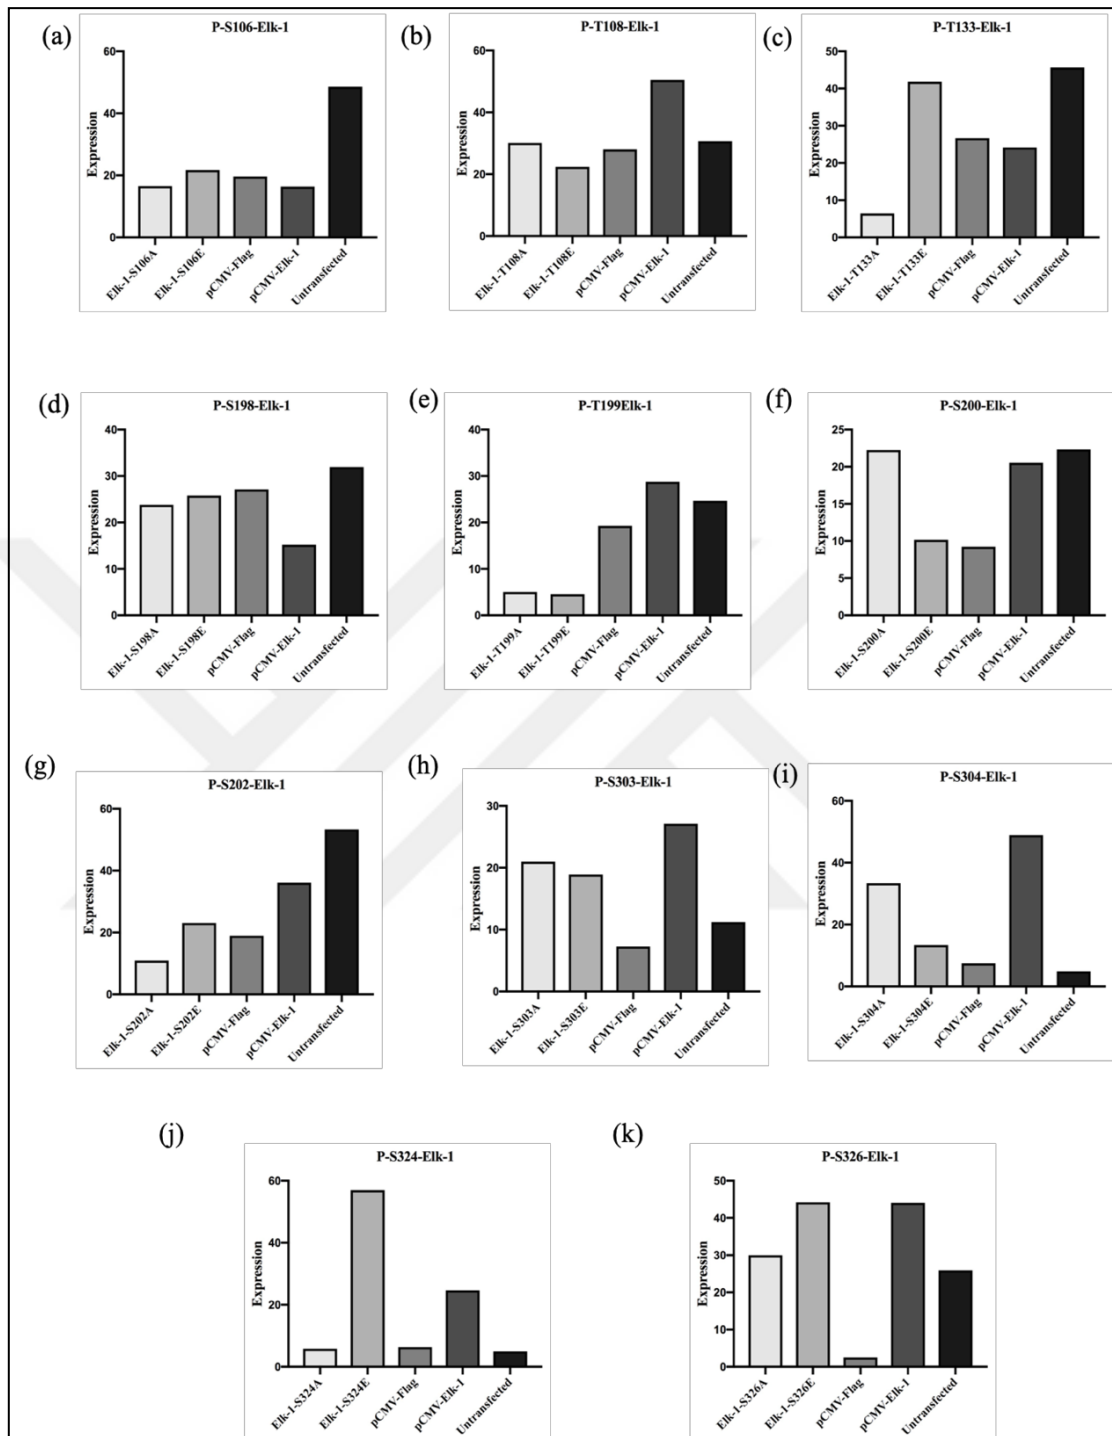 (a)
P-S106-Elk-1
Expression
60
40
20
0
Elk-1-S106A
Elk-1-S106E
pCMV-Flag
pCMV-Elk-1
Untransfected
(b)
P-T108-Elk-1
Expression
60
40
20
0
Elk-1-T108A
Elk-1-T108E
pCMV-Flag
pCMV-Elk-1
Untransfected
(c)
P-T133-Elk-1
Expression
50
40
30
20
10
0
Elk-1-T133A
Elk-1-T133E
pCMV-Flag
pCMV-Elk-1
Untransfected
(d)
P-S198-Elk-1
Expression
40
30
20
10
0
Elk-1-S198A
Elk-1-S198E
pCMV-Flag
pCMV-Elk-1
Untransfected
(e)
P-T199Elk-1
Expression
40
30
20
10
0
Elk-1-T199A
Elk-1-T199E
pCMV-Flag
pCMV-Elk-1
Untransfected
(f)
P-S200-Elk-1
Expression
25
20
15
10
5
0
Elk-1-S200A
Elk-1-S200E
pCMV-Flag
pCMV-Elk-1
Untransfected
(g)
P-S202-Elk-1
Expression
60
40
20
0
Elk-1-S202A
Elk-1-S202E
pCMV-Flag
pCMV-Elk-1
Untransfected
(h)
P-S303-Elk-1
Expression
30
20
10
0
Elk-1-S303A
Elk-1-S303E
pCMV-Flag
pCMV-Elk-1
Untransfected
(i)
P-S304-Elk-1
Expression
60
40
20
0
Elk-1-S304A
Elk-1-S304E
pCMV-Flag
pCMV-Elk-1
Untransfected
(j)
P-S324-Elk-1
Expression
60
40
20
0
Elk-1-S324A
Elk-1-S324E
pCMV-Flag
pCMV-Elk-1
Untransfected
(k)
P-S326-Elk-1
Expression
50
40
30
20
10
0
Elk-1-S326A
Elk-1-S326E
pCMV-Flag
pCMV-Elk-1
Untransfected